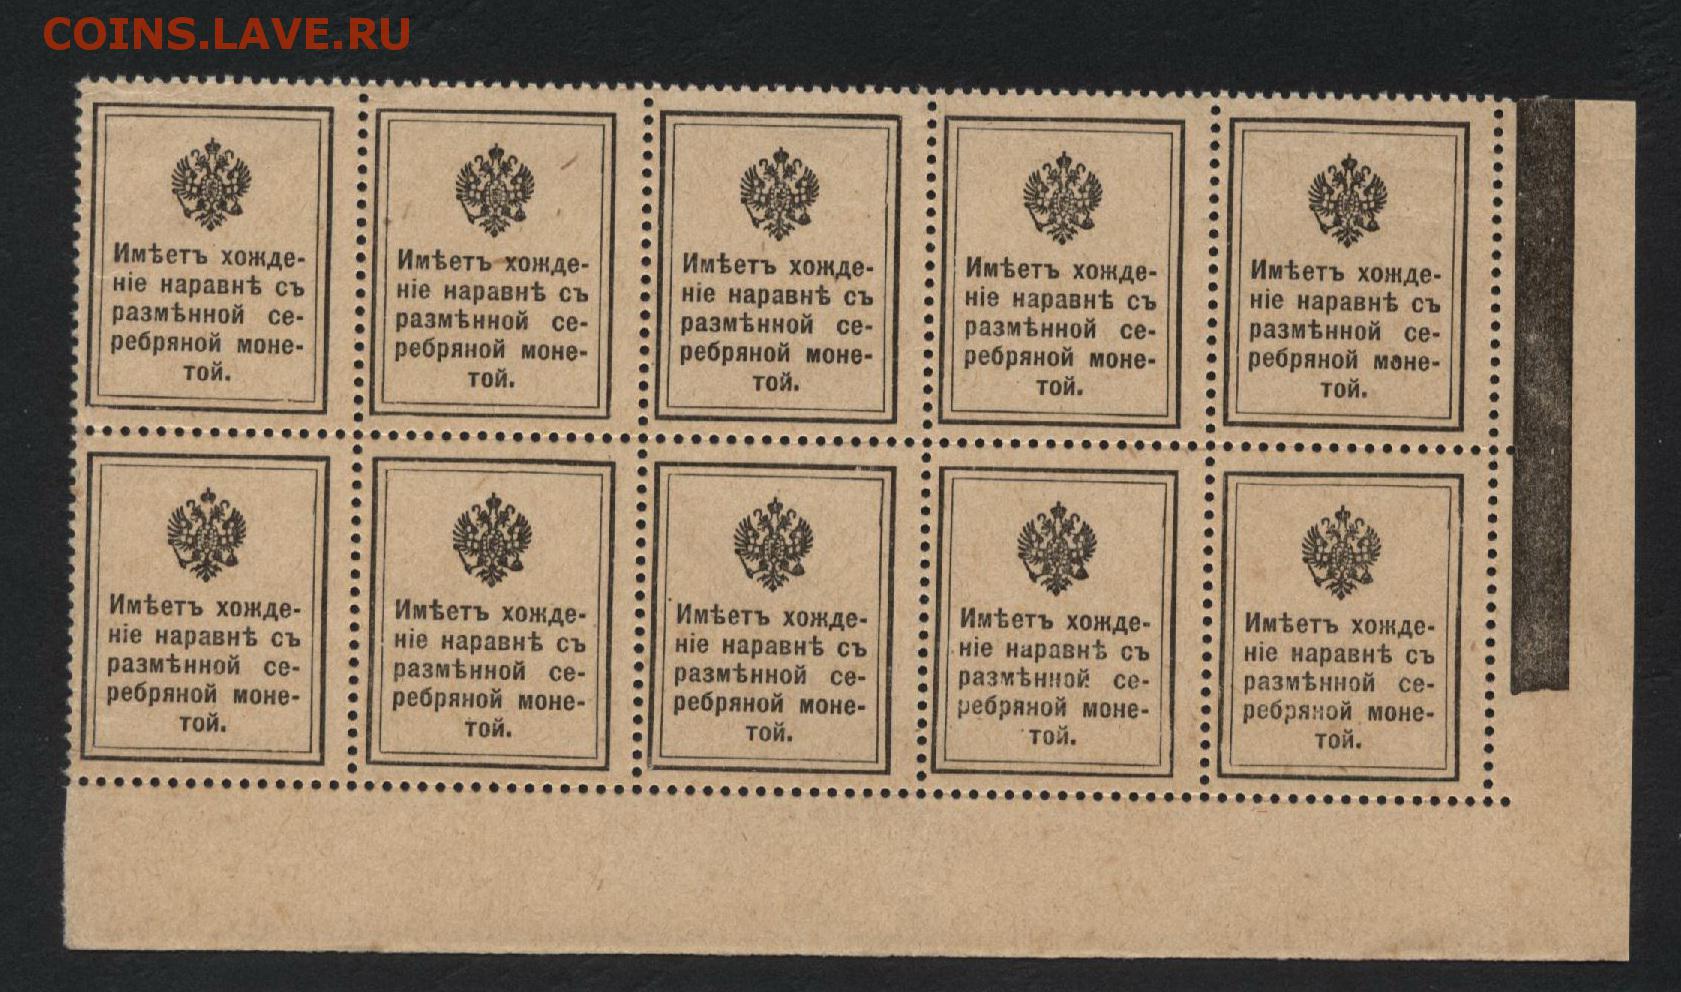 COINS.LAVE.RU
Имѣетъ хожде-
ніе наравнѣ съ
размѣнной се-
ребряной моне-
той.
Имѣетъ хожде-
ніе наравнѣ съ
размѣнной се-
ребряной моне-
той.
Имѣетъ хожде-
ніе наравнѣ съ
размѣнной се-
ребряной моне-
той.
Имѣетъ хожде-
ніе наравнѣ съ
размѣнной се-
ребряной моне-
той.
Имѣетъ хожде-
ніе наравнѣ съ
размѣнной се-
ребряной моне-
той.
Имѣетъ хожде-
ніе наравнѣ съ
размѣнной се-
ребряной моне-
той.
Имѣетъ хожде-
ніе наравнѣ съ
размѣнной се-
ребряной моне-
той.
Имѣетъ хожде-
ніе наравнѣ съ
размѣнной се-
ребряной моне-
той.
Имѣетъ хожде-
ніе наравнѣ съ
размѣнной се-
ребряной моне-
той.
Имѣетъ хожде-
ніе наравнѣ съ
размѣнной се-
ребряной моне-
той.